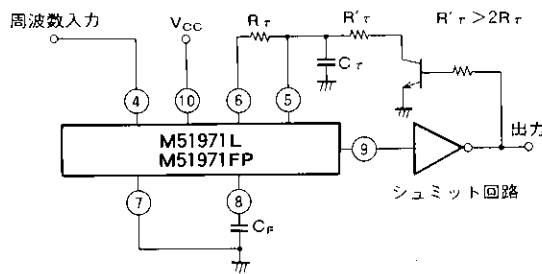 周波数入力
VCC
Rτ
R'τ
R'τ>2Rτ
Cτ
4
10
6
5
M51971L
M51971FP
9
出力
シュミット回路
7
8
CF